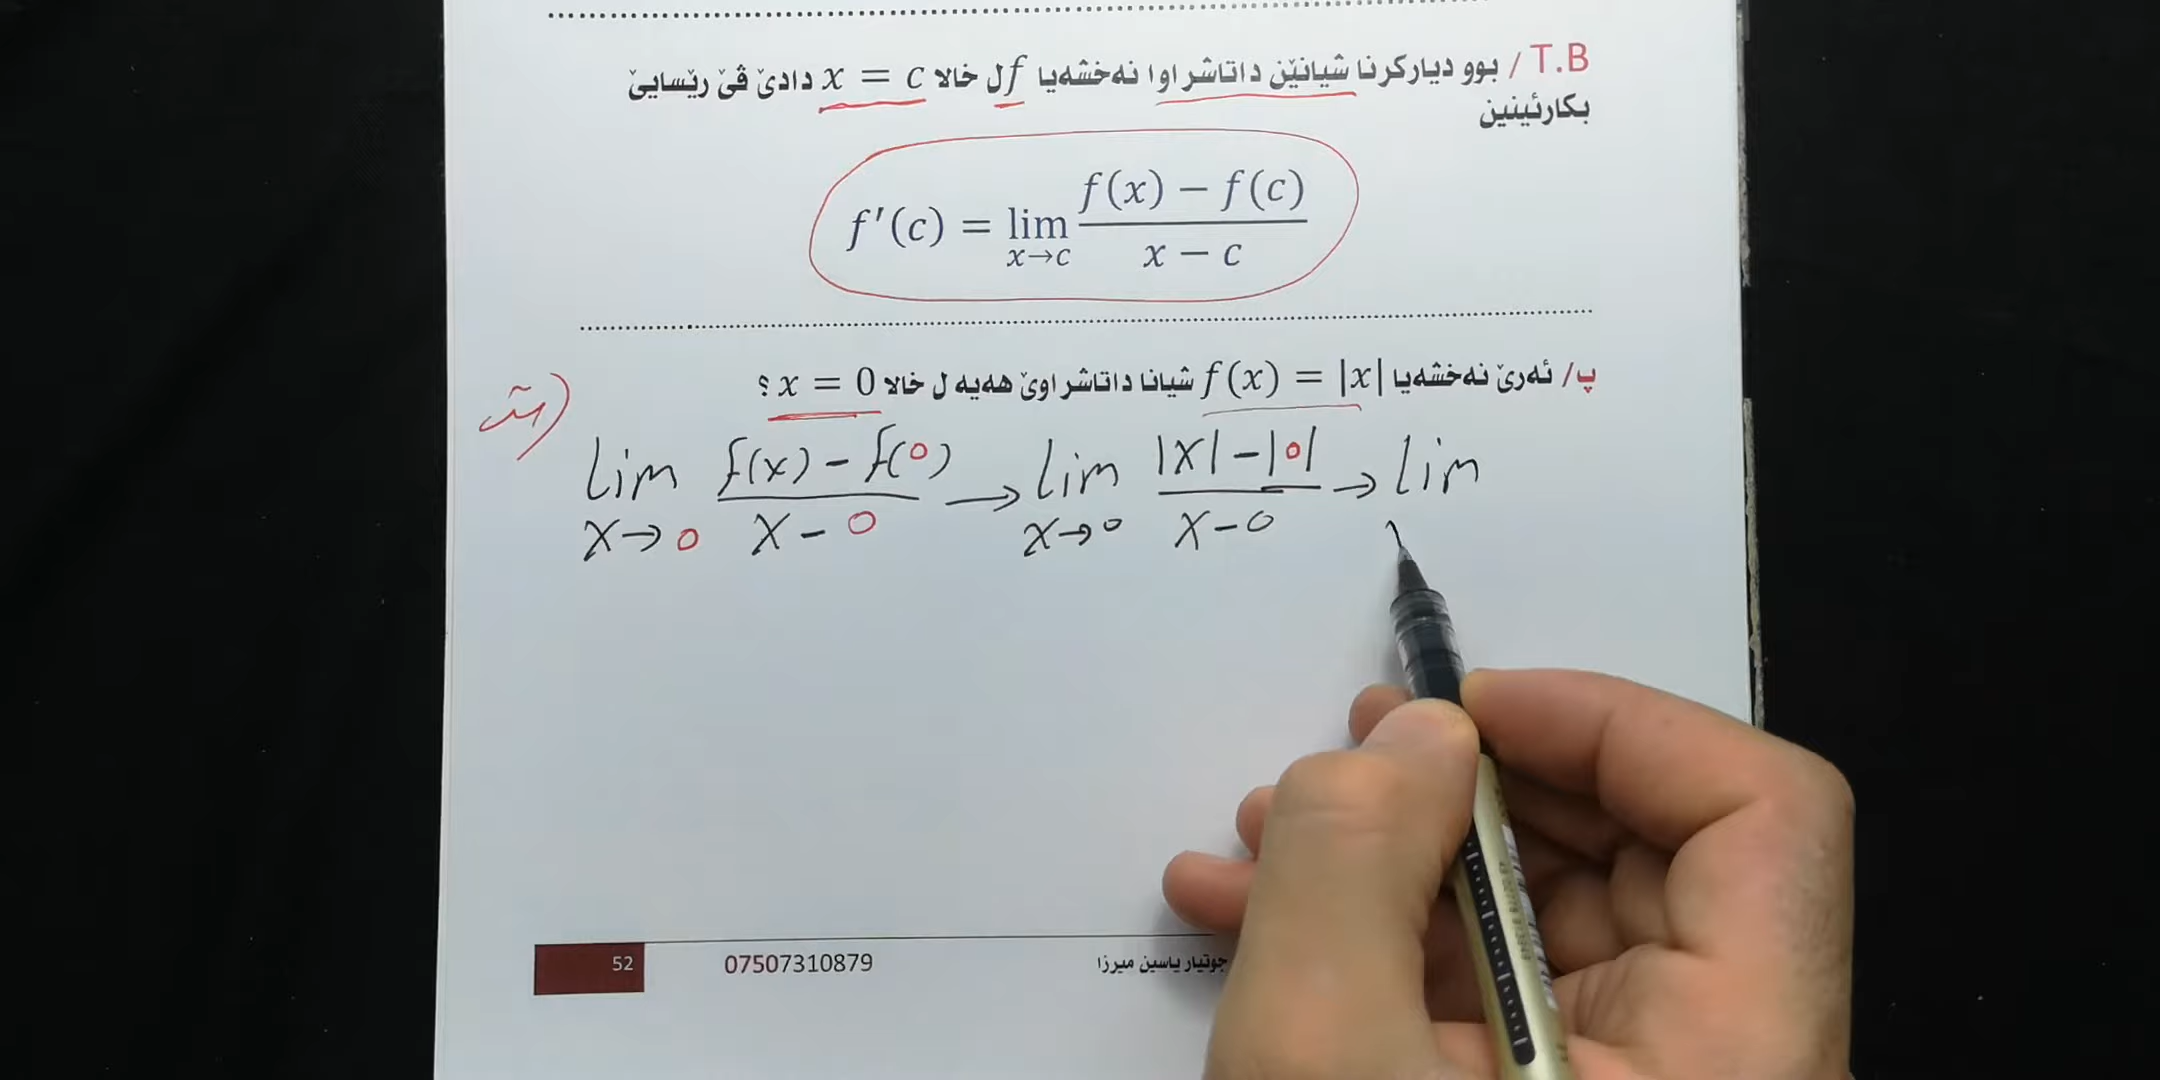 T.B / بوو دیارکرنا شیانێن داتاشراوا نەخشەیا f ل خالا x = c دادێ ڤێ رێسایێ
بکارئینین
f'(c) = lim x→c (f(x) − f(c)) / (x − c)
پ/ ئەرێ نەخشەیا f(x) = |x| شیانا داتاشراوێ هەیە ل خالا x = 0 ؟
lim x→0 (f(x) − f(0)) / (x − 0) → lim x→0 (|x| − |0|) / (x − 0) → lim
52 07507310879 جوتیار یاسین میرزا